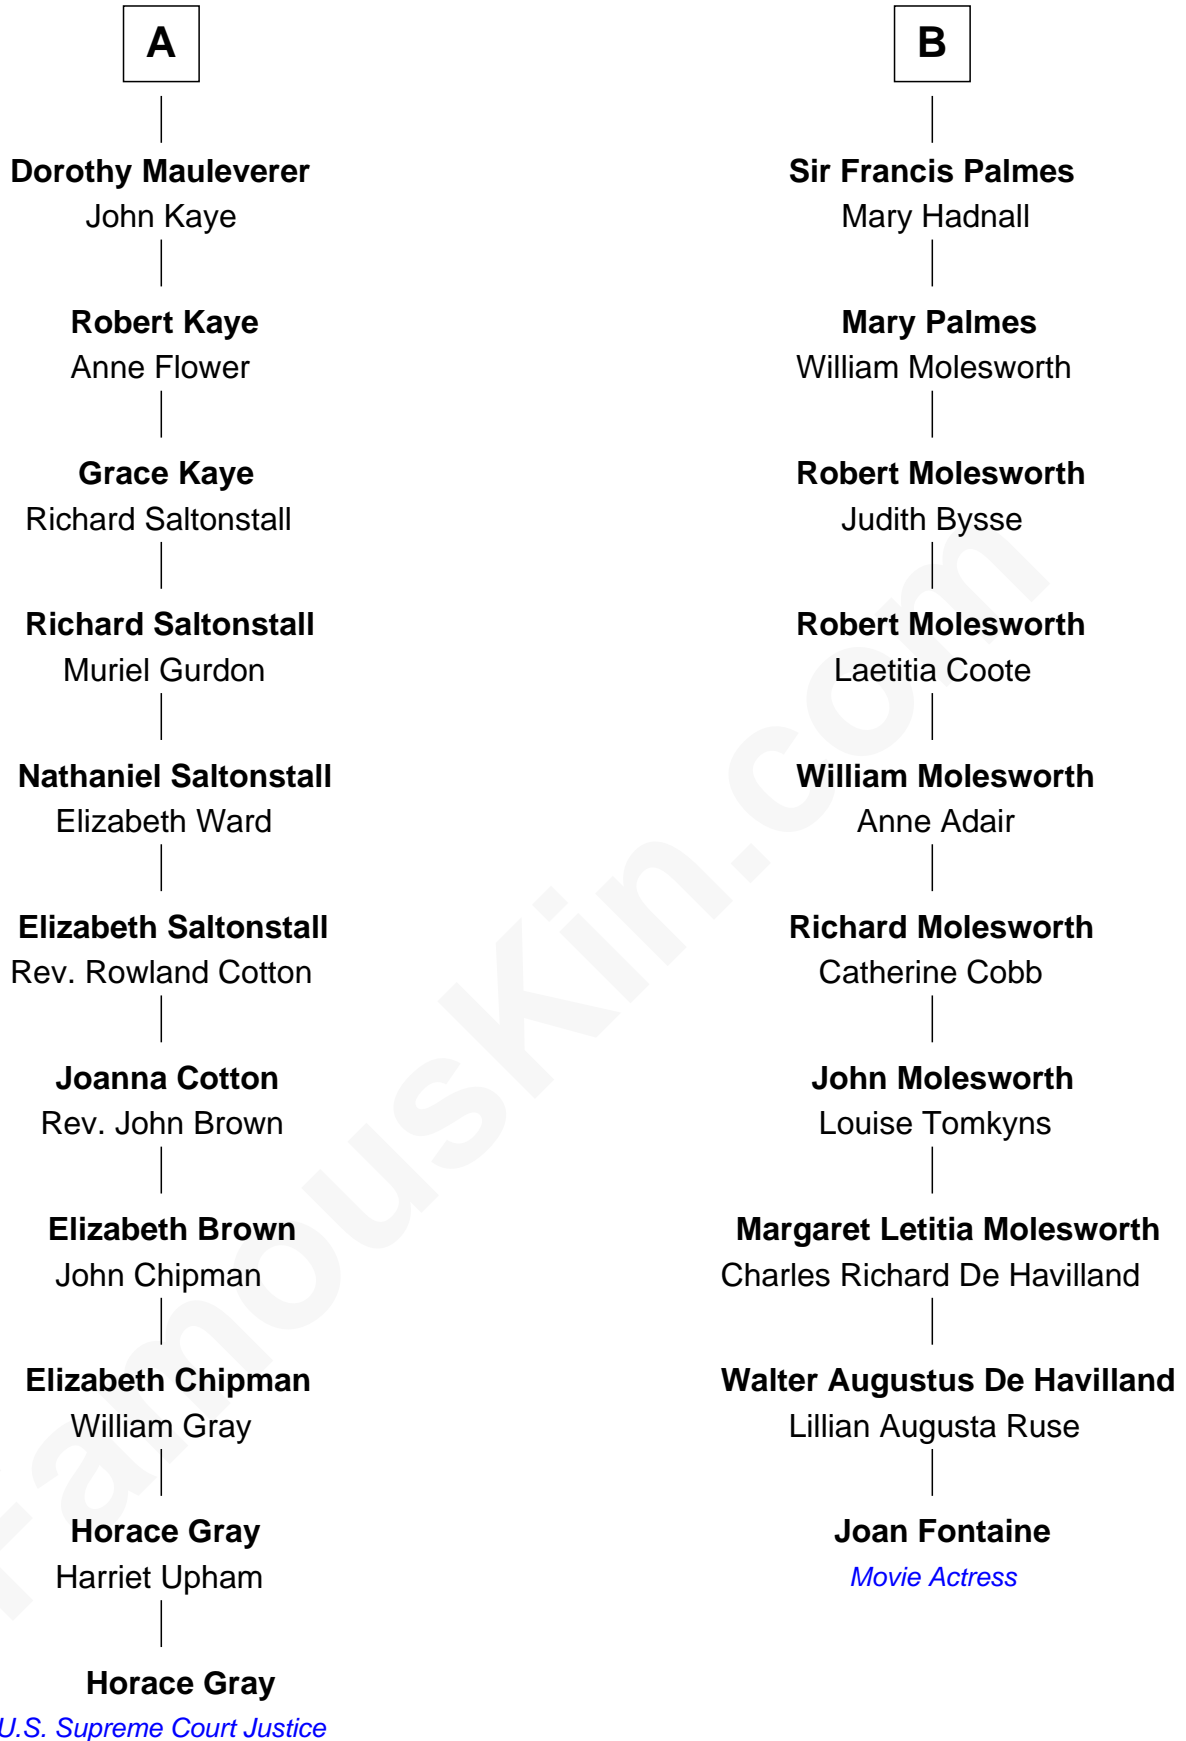 A
Dorothy Mauleverer
John Kaye
Robert Kaye
Anne Flower
Grace Kaye
Richard Saltonstall
Richard Saltonstall
Muriel Gurdon
Nathaniel Saltonstall
Elizabeth Ward
Elizabeth Saltonstall
Rev. Rowland Cotton
Joanna Cotton
Rev. John Brown
Elizabeth Brown
John Chipman
Elizabeth Chipman
William Gray
Horace Gray
Harriet Upham
Horace Gray
U.S. Supreme Court Justice
B
Sir Francis Palmes
Mary Hadnall
Mary Palmes
William Molesworth
Robert Molesworth
Judith Bysse
Robert Molesworth
Laetitia Coote
William Molesworth
Anne Adair
Richard Molesworth
Catherine Cobb
John Molesworth
Louise Tomkyns
Margaret Letitia Molesworth
Charles Richard De Havilland
Walter Augustus De Havilland
Lillian Augusta Ruse
Joan Fontaine
Movie Actress
FamousKin.com